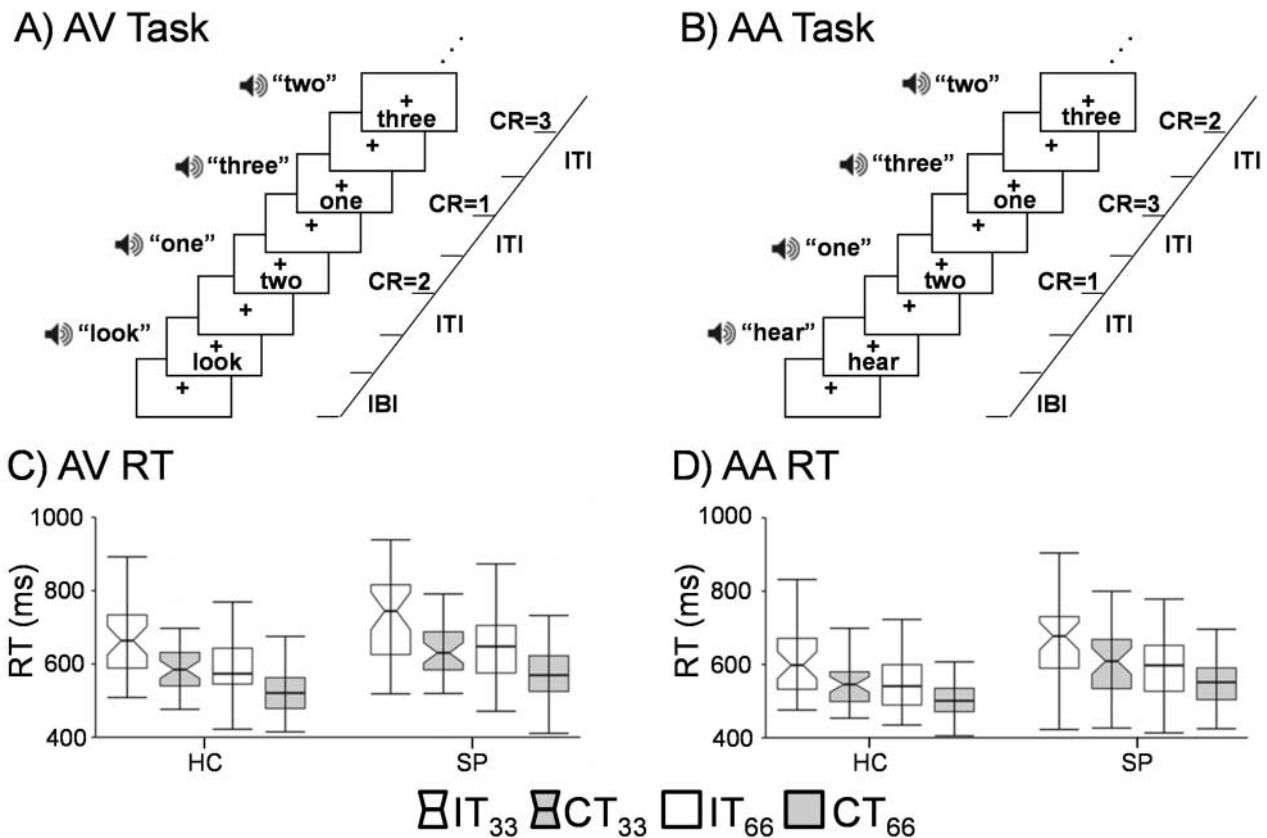 A) AV Task
"two"
three
CR=3
ITI
"three"
one
CR=1
ITI
"one"
two
CR=2
ITI
"look"
look
IBI
B) AA Task
"two"
three
CR=2
ITI
"three"
one
CR=3
ITI
"one"
two
CR=1
ITI
"hear"
hear
IBI
C) AV RT
RT (ms)
1000
800
600
400
HC SP
D) AA RT
RT (ms)
1000
800
600
400
HC SP
IT33 CT33 IT66 CT66